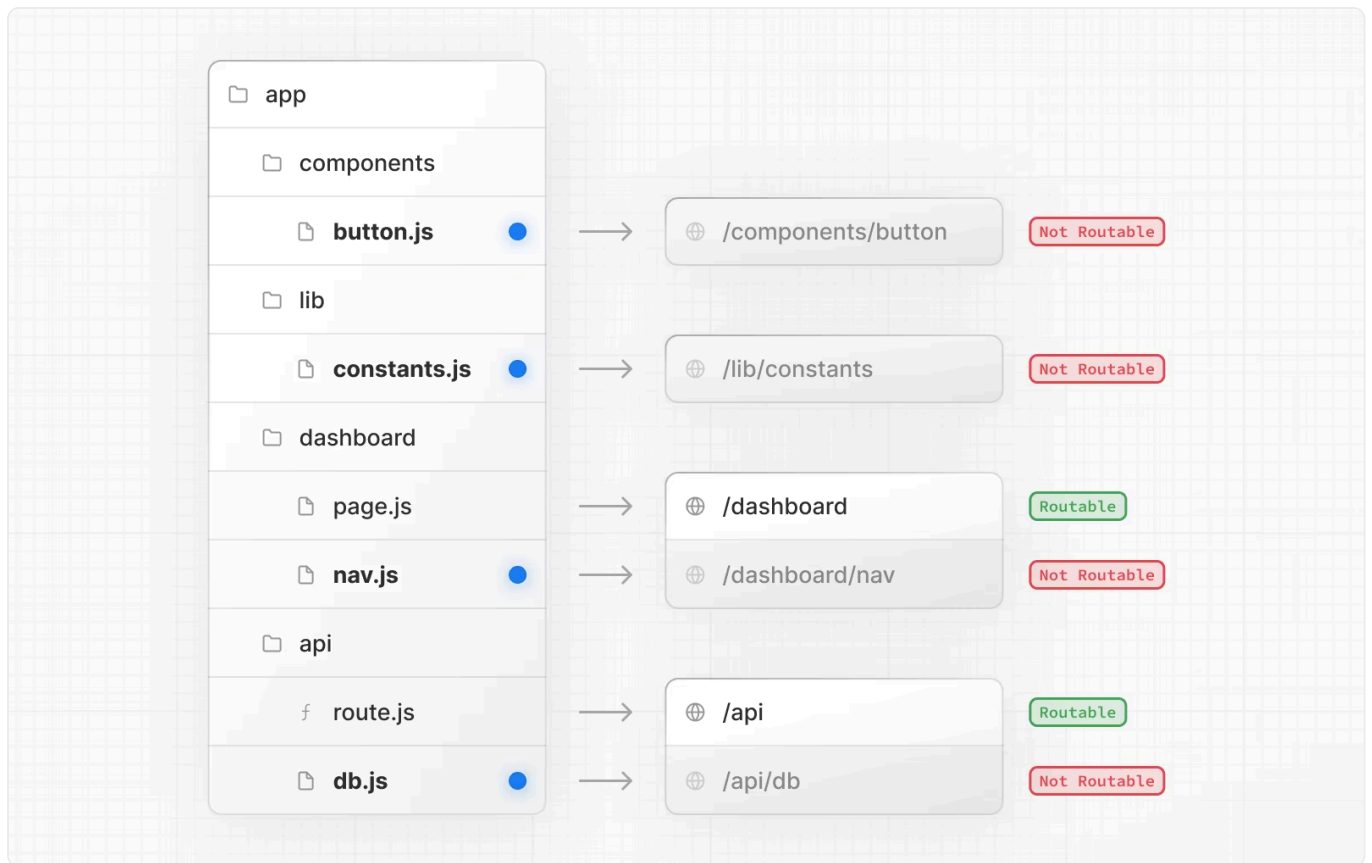 app
components
button.js
/components/button
Not Routable
lib
constants.js
/lib/constants
Not Routable
dashboard
page.js
/dashboard
Routable
nav.js
/dashboard/nav
Not Routable
api
route.js
/api
Routable
db.js
/api/db
Not Routable